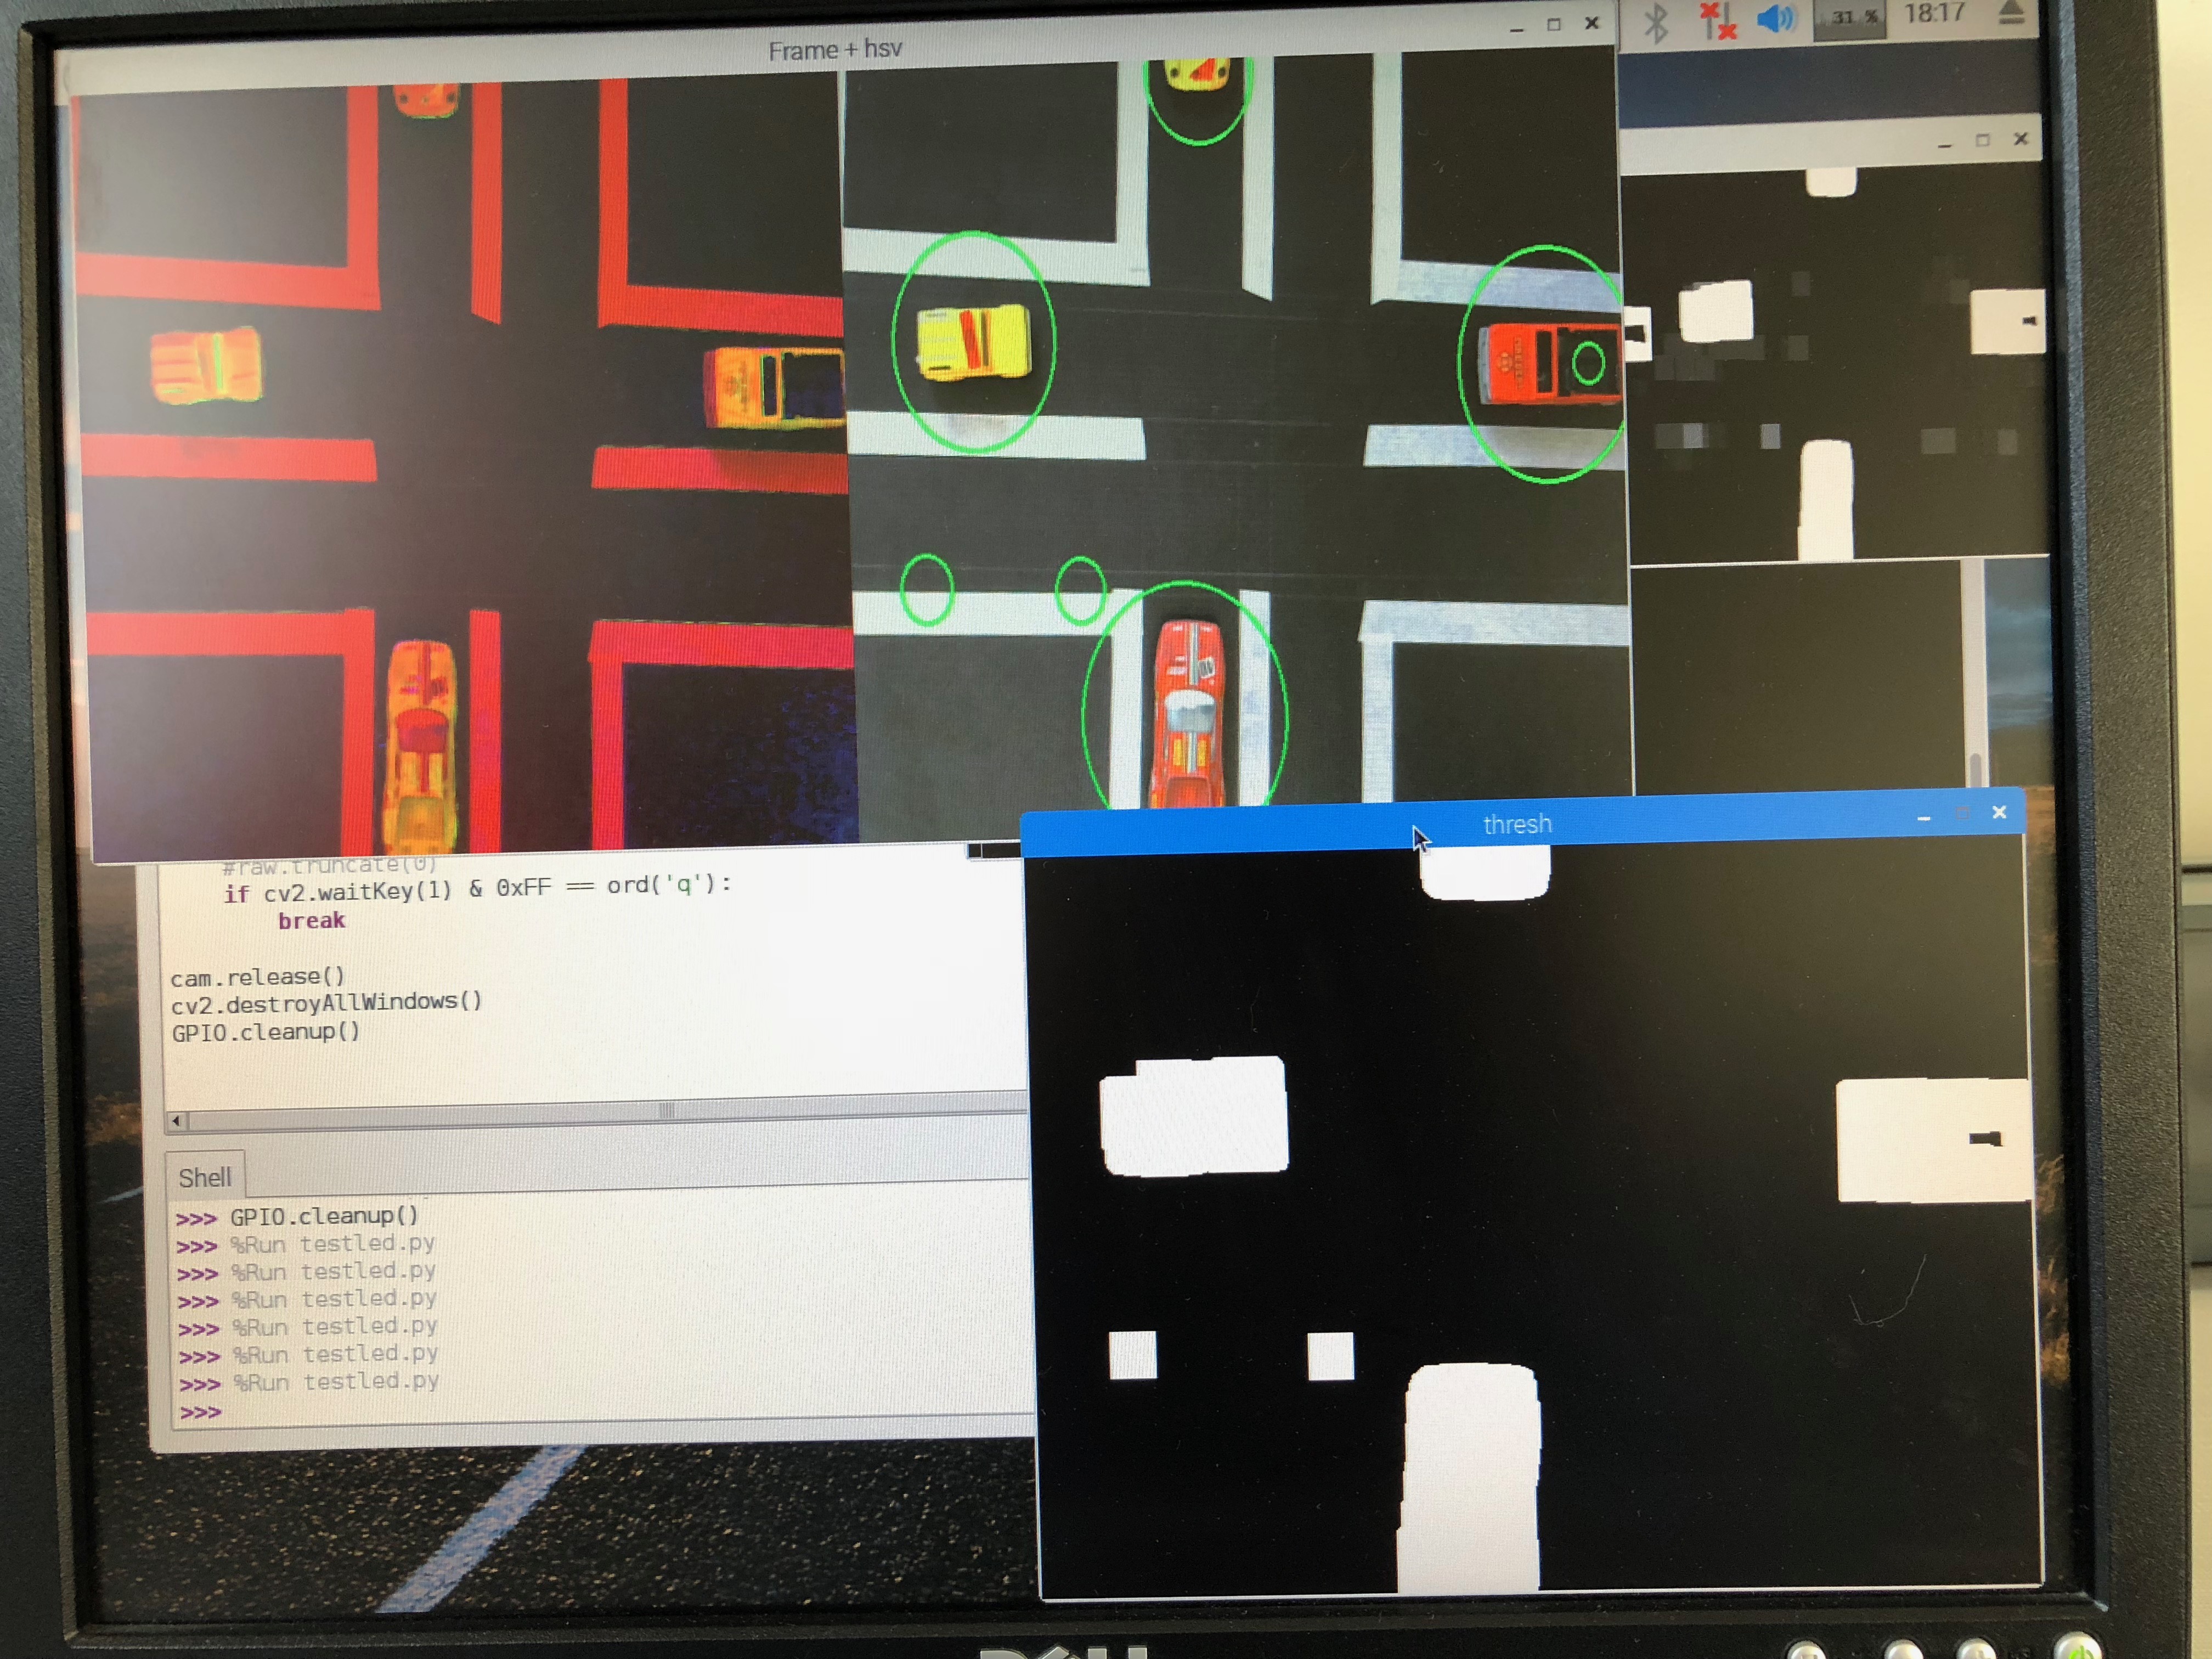 Frame + hsv
31 %
18:17
thresh
#raw.truncate(0)
if cv2.waitKey(1) & 0xFF == ord('q'):
break
cam.release()
cv2.destroyAllWindows()
GPIO.cleanup()
Shell
>>> GPIO.cleanup()
>>> %Run testled.py
>>> %Run testled.py
>>> %Run testled.py
>>> %Run testled.py
>>> %Run testled.py
>>> %Run testled.py
>>>